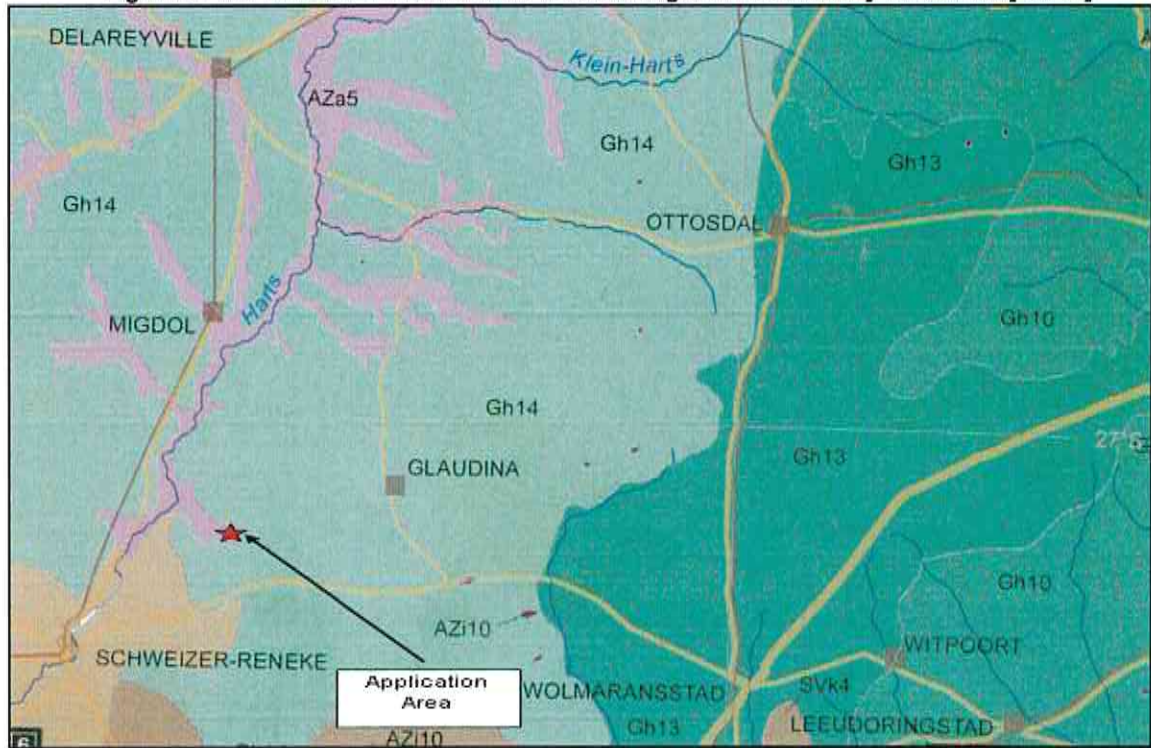 DELAREYVILLE
Klein-Harts
AZa5
Gh14
Gh13
Gh14
OTTOSDAL
Harts
MIGDOL
Gh10
Gh14
Gh13
27°S
GLAUDINA
Gh10
AZi10
WITPOORT
SCHWEIZER-RENEKE
Application
Area
WOLMARANSSTAD
SVk4
Gh13
LEEUDORINGSTAD
AZi10
6